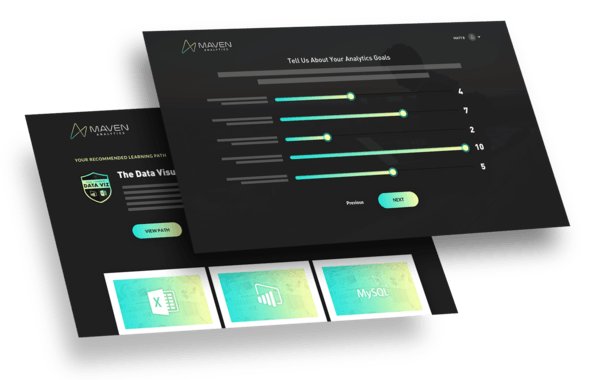 MAVEN
ANALYTICS
MATT B
Tell Us About Your Analytics Goals
4
7
2
10
5
Previous
NEXT
MAVEN
ANALYTICS
YOUR RECOMMENDED LEARNING PATH
The Data Visu
DATA VIZ
VIEW PATH
X
MySQL